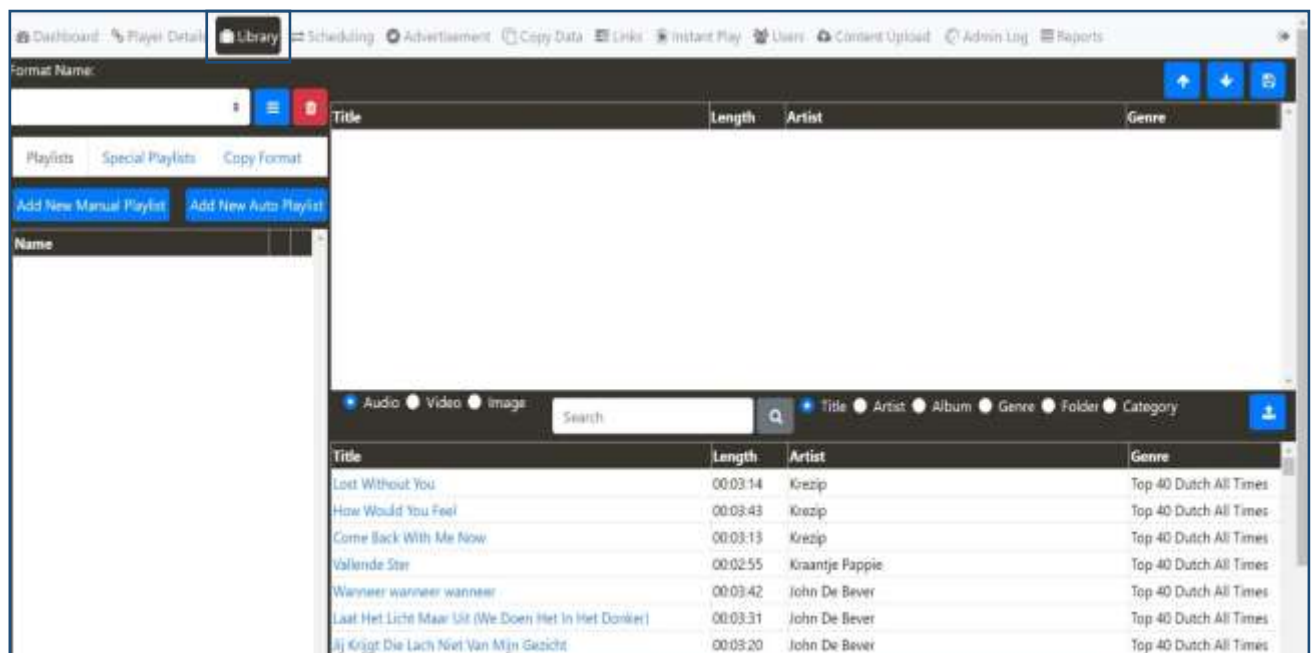 Dashboard Player Details Library Scheduling Advertisement Copy Data Links Instant Play Users Content Upload Admin Log Reports
Format Name:
Title Length Artist Genre
Playlists Special Playlists Copy Format
Add New Manual Playlist Add New Auto Playlist
Name
Audio Video Image Search Title Artist Album Genre Folder Category
Title Length Artist Genre
Lost Without You 00:03:14 Krezip Top 40 Dutch All Times
How Would You Feel 00:03:43 Krezip Top 40 Dutch All Times
Come Back With Me Now 00:03:13 Krezip Top 40 Dutch All Times
Vallende Ster 00:02:55 Kraantje Pappie Top 40 Dutch All Times
Wanneer wanneer wanneer 00:03:42 John De Bever Top 40 Dutch All Times
Laat Het Licht Maar Uit (We Doen Het In Het Donker) 00:03:31 John De Bever Top 40 Dutch All Times
Jij Krijgt Die Lach Niet Van Mijn Gezicht 00:03:20 John De Bever Top 40 Dutch All Times